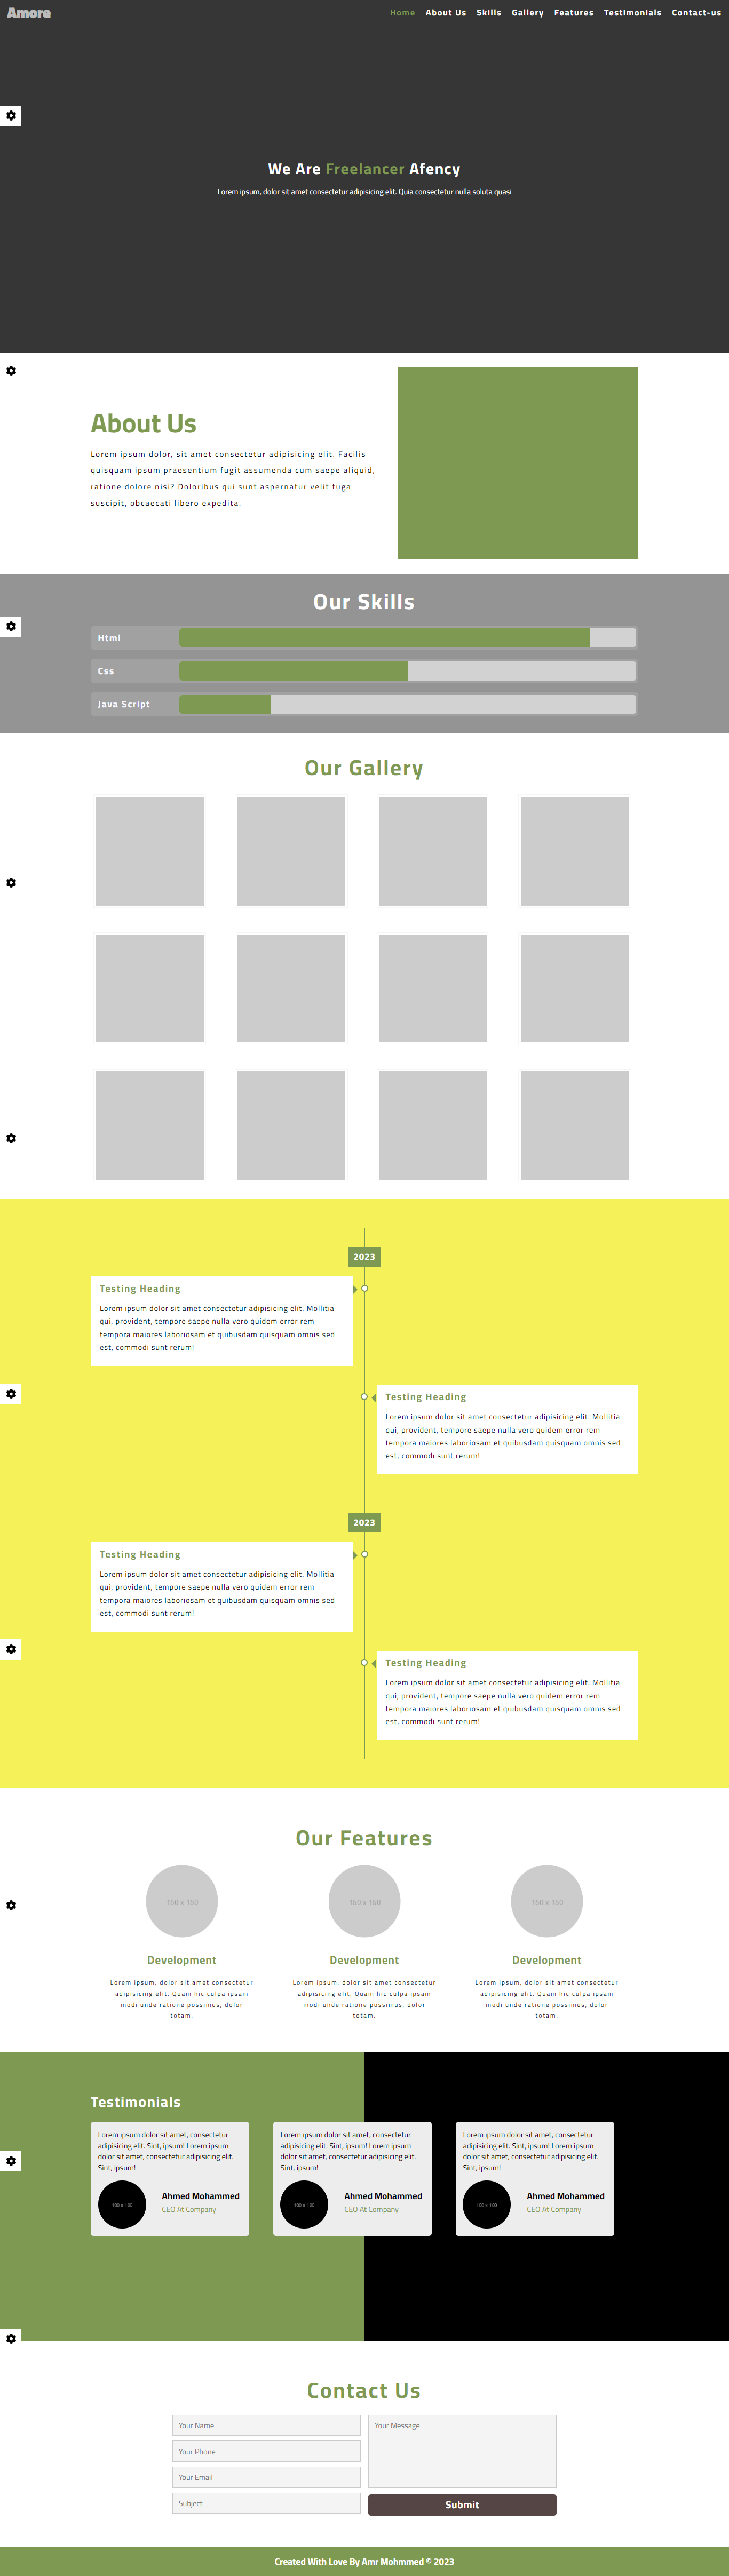 Amore
Home About Us Skills Gallery Features Testimonials Contact-us
We Are Freelancer Afency
Lorem ipsum, dolor sit amet consectetur adipisicing elit. Quia consectetur nulla soluta quasi
About Us
Lorem ipsum dolor, sit amet consectetur adipisicing elit. Facilis
quisquam ipsum praesentium fugit assumenda cum saepe aliquid,
ratione dolore nisi? Doloribus qui sunt aspernatur velit fuga
suscipit, obcaecati libero expedita.
Our Skills
Html
Css
Java Script
Our Gallery
2023
Testing Heading
Lorem ipsum dolor sit amet consectetur adipisicing elit. Mollitia
qui, provident, tempore saepe nulla vero quidem error rem
tempora maiores laboriosam et quibusdam quisquam omnis sed
est, commodi sunt rerum!
Testing Heading
Lorem ipsum dolor sit amet consectetur adipisicing elit. Mollitia
qui, provident, tempore saepe nulla vero quidem error rem
tempora maiores laboriosam et quibusdam quisquam omnis sed
est, commodi sunt rerum!
2023
Testing Heading
Lorem ipsum dolor sit amet consectetur adipisicing elit. Mollitia
qui, provident, tempore saepe nulla vero quidem error rem
tempora maiores laboriosam et quibusdam quisquam omnis sed
est, commodi sunt rerum!
Testing Heading
Lorem ipsum dolor sit amet consectetur adipisicing elit. Mollitia
qui, provident, tempore saepe nulla vero quidem error rem
tempora maiores laboriosam et quibusdam quisquam omnis sed
est, commodi sunt rerum!
Our Features
150 x 150
Development
Lorem ipsum, dolor sit amet consectetur
adipisicing elit. Quam hic culpa ipsam
modi unde ratione possimus, dolor
totam.
150 x 150
Development
Lorem ipsum, dolor sit amet consectetur
adipisicing elit. Quam hic culpa ipsam
modi unde ratione possimus, dolor
totam.
150 x 150
Development
Lorem ipsum, dolor sit amet consectetur
adipisicing elit. Quam hic culpa ipsam
modi unde ratione possimus, dolor
totam.
Testimonials
Lorem ipsum dolor sit amet, consectetur
adipisicing elit. Sint, ipsum! Lorem ipsum
dolor sit amet, consectetur adipisicing elit.
Sint, ipsum!
100 x 100
Ahmed Mohammed
CEO At Company
Lorem ipsum dolor sit amet, consectetur
adipisicing elit. Sint, ipsum! Lorem ipsum
dolor sit amet, consectetur adipisicing elit.
Sint, ipsum!
100 x 100
Ahmed Mohammed
CEO At Company
Lorem ipsum dolor sit amet, consectetur
adipisicing elit. Sint, ipsum! Lorem ipsum
dolor sit amet, consectetur adipisicing elit.
Sint, ipsum!
100 x 100
Ahmed Mohammed
CEO At Company
Contact Us
Your Name
Your Phone
Your Email
Subject
Your Message
Submit
Created With Love By Amr Mohmmed © 2023